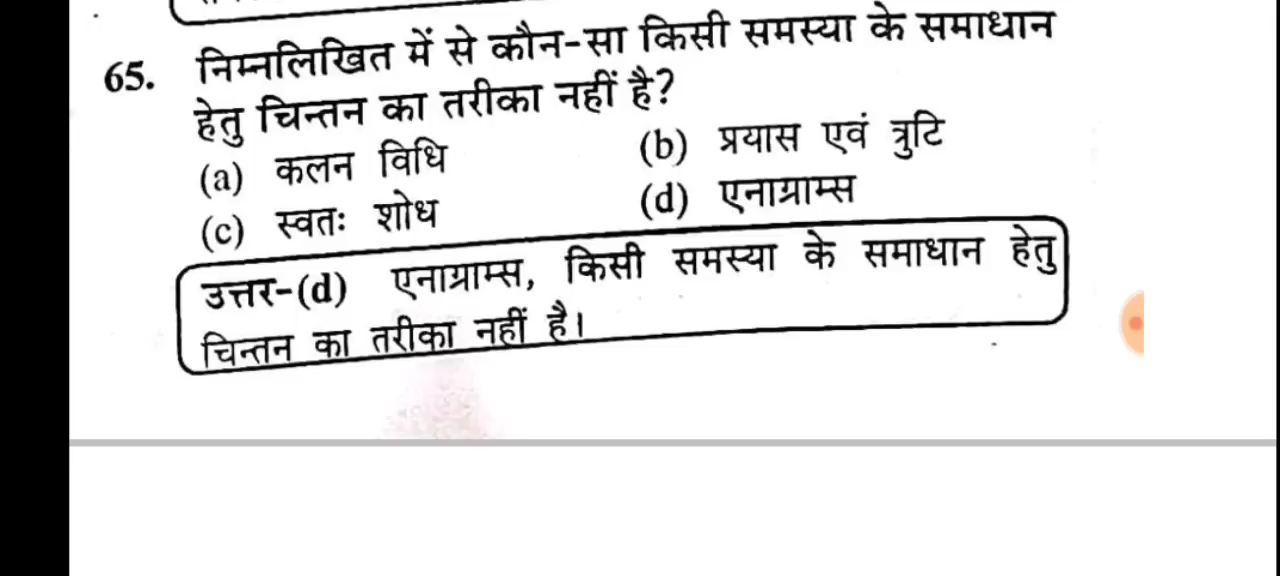 65. निम्नलिखित में से कौन-सा किसी समस्या के समाधान
हेतु चिन्तन का तरीका नहीं है?
(a) कलन विधि (b) प्रयास एवं त्रुटि
(c) स्वतः शोध (d) एनाग्राम्स
उत्तर-(d) एनाग्राम्स, किसी समस्या के समाधान हेतु
चिन्तन का तरीका नहीं है।